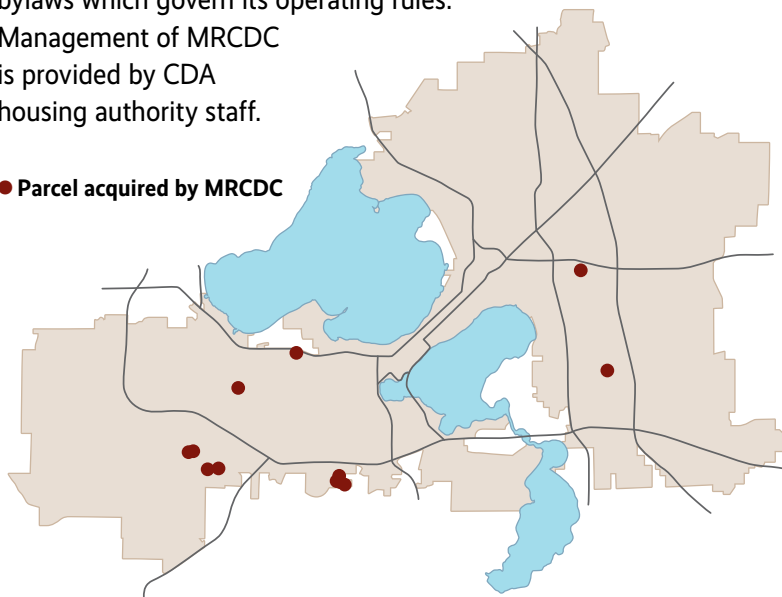 bylaws which govern its operating rules.
Management of MRCDC
is provided by CDA
housing authority staff.
Parcel acquired by MRCDC